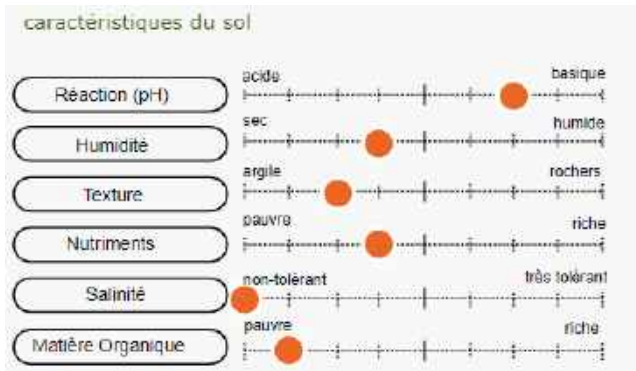 caractéristiques du sol
acide basique
Réaction (pH)
sec humide
Humidité
argile rochers
Texture
pauvre riche
Nutriments
non-tolérant très tolérant
Salinité
pauvre riche
Matière Organique